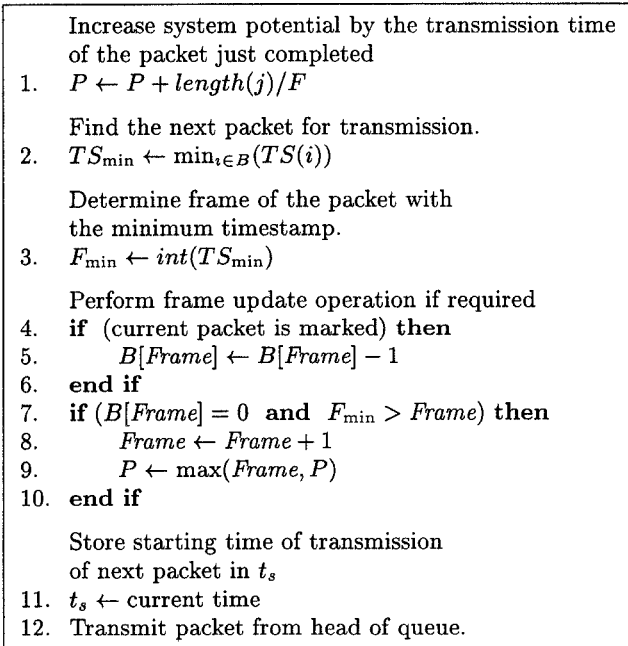 Increase system potential by the transmission time
of the packet just completed
1. P ← P + length(j)/F
Find the next packet for transmission.
2. TS_min ← min_{i∈B}(TS(i))
Determine frame of the packet with
the minimum timestamp.
3. F_min ← int(TS_min)
Perform frame update operation if required
4. if (current packet is marked) then
5. B[Frame] ← B[Frame] − 1
6. end if
7. if (B[Frame] = 0 and F_min > Frame) then
8. Frame ← Frame + 1
9. P ← max(Frame, P)
10. end if
Store starting time of transmission
of next packet in t_s
11. t_s ← current time
12. Transmit packet from head of queue.